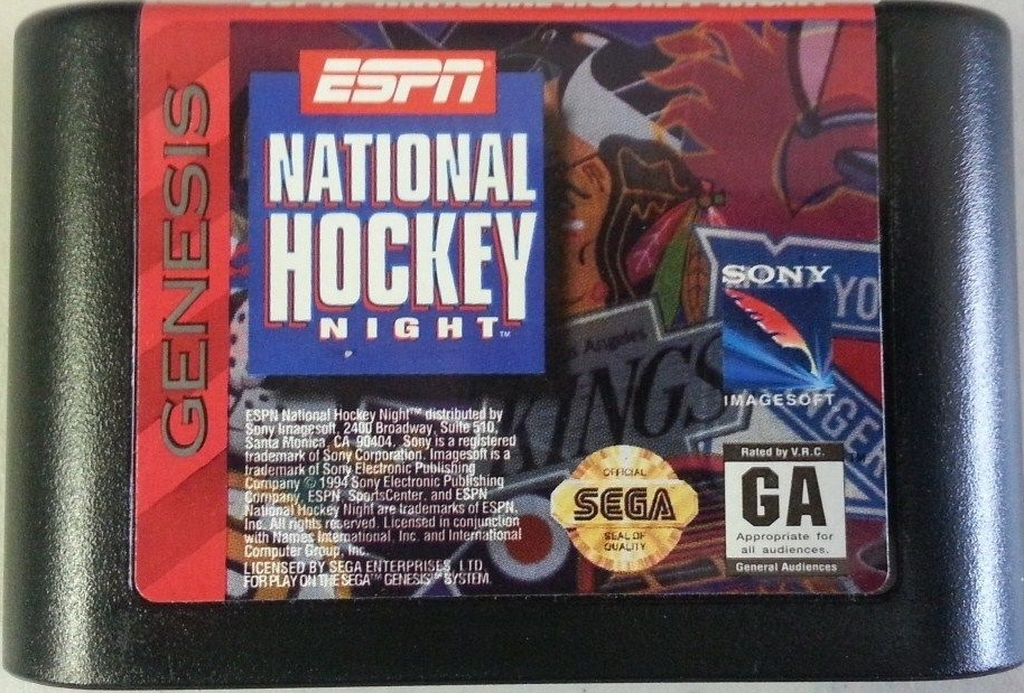 GENESIS
ESPN
NATIONAL
HOCKEY
NIGHT™
SONY
IMAGESOFT
YO
GER
Angeles
KINGS
ESPN National Hockey Night™ distributed by
Sony Imagesoft, 2400 Broadway, Suite 510,
Santa Monica, CA 90404. Sony is a registered
trademark of Sony Corporation. Imagesoft is a
trademark of Sony Electronic Publishing
Company © 1994 Sony Electronic Publishing
Company. ESPN, SportsCenter, and ESPN
National Hockey Night are trademarks of ESPN,
Inc. All rights reserved. Licensed in conjunction
with Names International, Inc. and International
Computer Group, Inc.
LICENSED BY SEGA ENTERPRISES, LTD.
FOR PLAY ON THE SEGA™ GENESIS™ SYSTEM.
OFFICIAL
SEGA
SEAL OF
QUALITY
Rated by V.R.C.
GA
Appropriate for
all audiences.
General Audiences